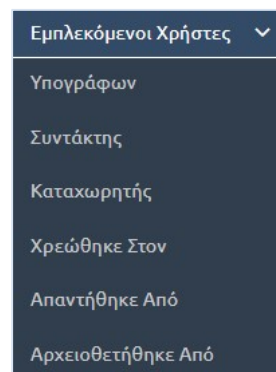 Εμπλεκόμενοι Χρήστες
Υπογράφων
Συντάκτης
Καταχωρητής
Χρεώθηκε Στον
Απαντήθηκε Από
Αρχειοθετήθηκε Από